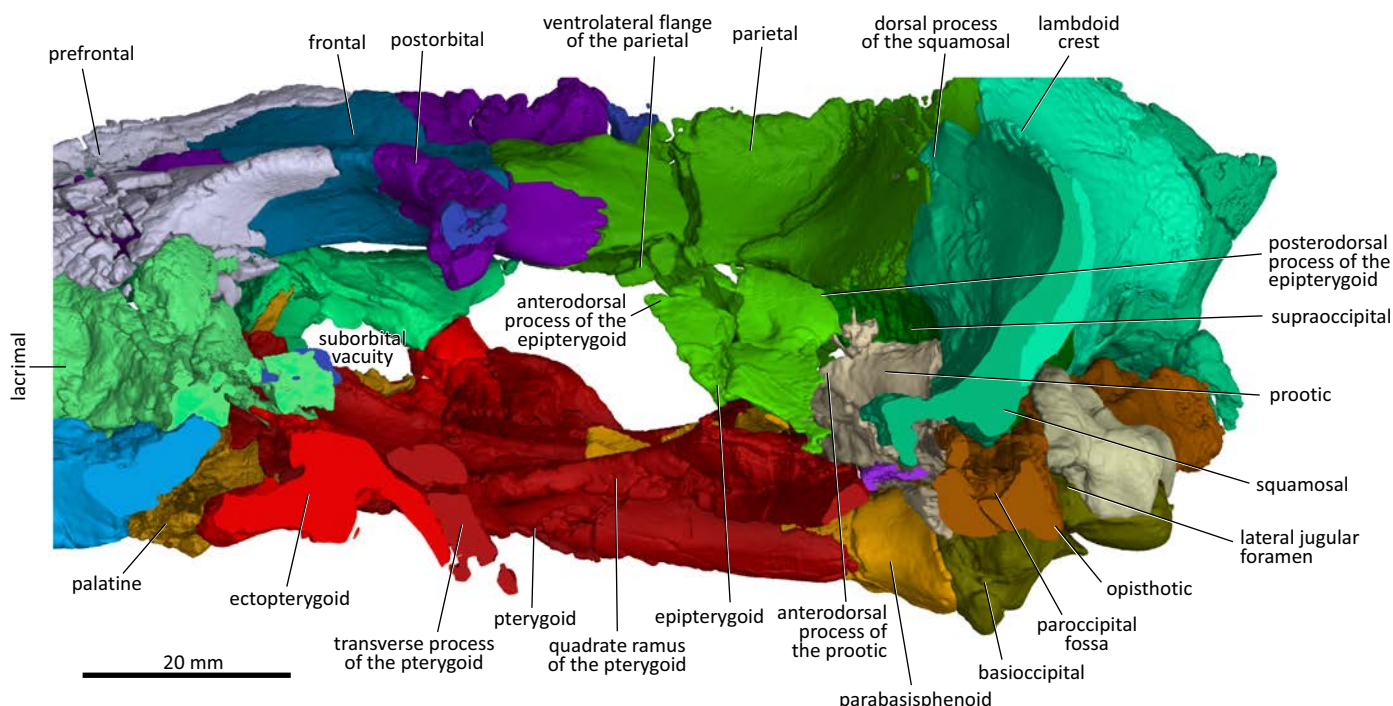 prefrontal
frontal
postorbital
ventrolateral flange
of the parietal
parietal
dorsal process
of the squamosal
lambdoid
crest
posterodorsal
process of the
epipterygoid
supraoccipital
prootic
squamosal
lateral jugular
foramen
opisthotic
paroccipital
fossa
basioccipital
parabasisphenoid
anterodorsal
process of
the prootic
epipterygoid
quadrate ramus
of the pterygoid
pterygoid
transverse process
of the pterygoid
ectopterygoid
palatine
lacrimal
suborbital
vacuity
anterodorsal
process of the
epipterygoid
20 mm